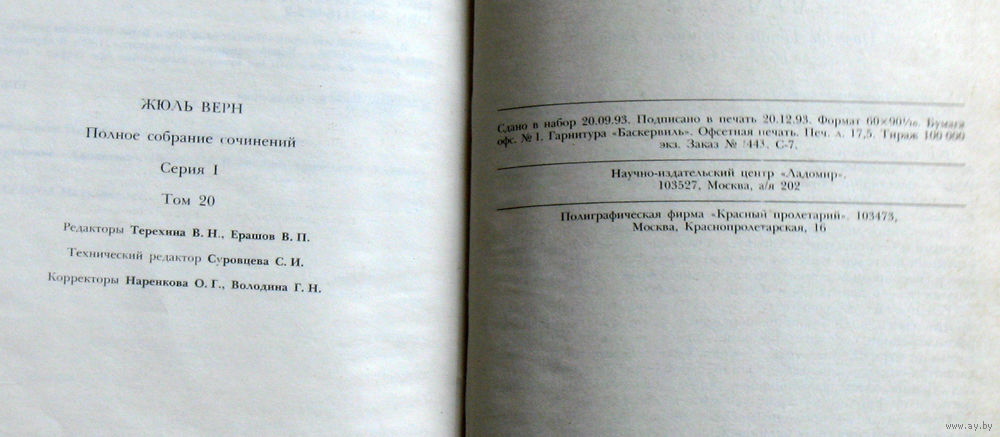 ЖЮЛЬ ВЕРН
Полное собрание сочинений
Серия I
Том 20
Редакторы Терехина В. Н., Ерашов В. П.
Технический редактор Суровцева С. И.
Корректоры Наренкова О. Г., Володина Г. Н.
Сдано в набор 20.09.93. Подписано в печать 20.12.93. Формат 60×90¹/₁₆. Бумага
офс. № 1. Гарнитура «Баскервиль». Офсетная печать. Печ. л. 17,5. Тираж 100 000
экз. Заказ № С-7.
Научно-издательский центр «Ладомир».
103527, Москва, а/я 202
Полиграфическая фирма «Красный пролетарий». 103473,
Москва, Краснопролетарская, 16
www.ay.by